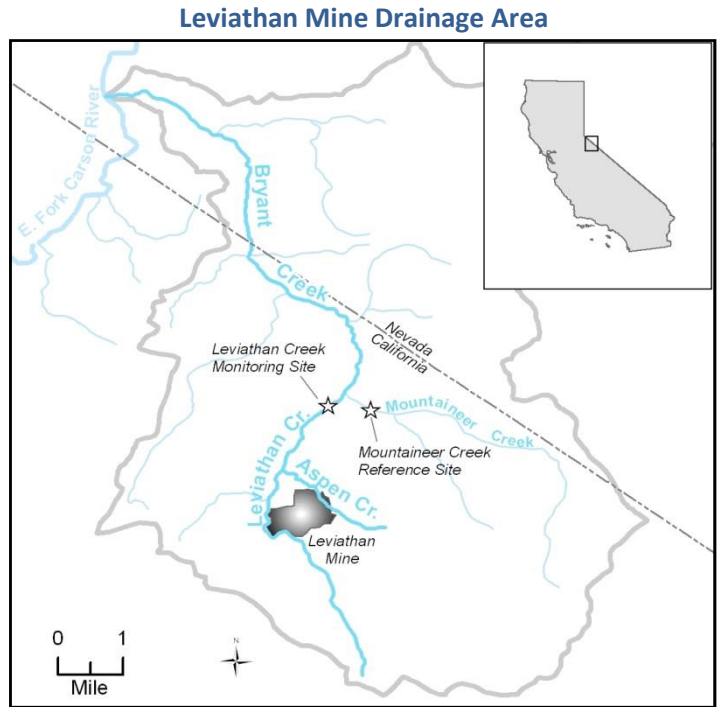 Leviathan Mine Drainage Area
E. Fork Carson River
Bryant
Creek
Nevada
California
Leviathan Creek
Monitoring Site
Mountaineer Creek
Mountaineer Creek
Reference Site
Leviathan Cr.
Aspen Cr.
Leviathan
Mine
0 1
Mile
N